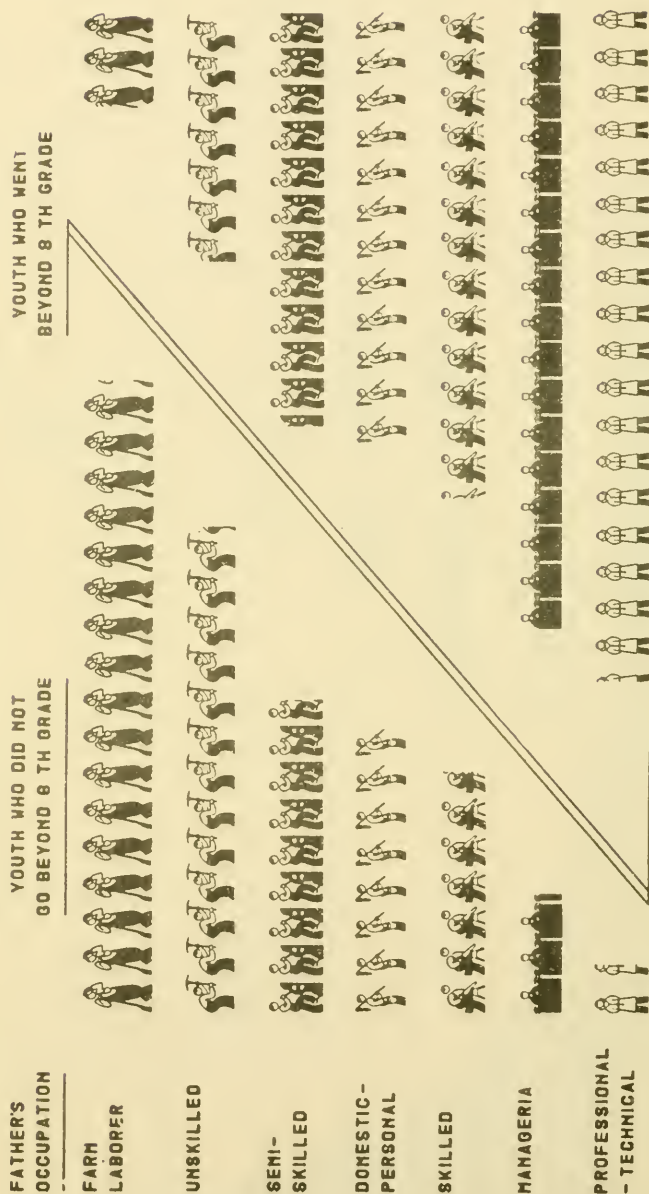 FATHER'S
OCCUPATION
YOUTH WHO DID NOT
GO BEYOND 8 TH GRADE
YOUTH WHO WENT
BEYOND 8 TH GRADE
FARM
LABORER
UNSKILLED
SEMI-
SKILLED
DOMESTIC-
PERSONAL
SKILLED
MANAGERIA
PROFESSIONAL
- TECHNICAL